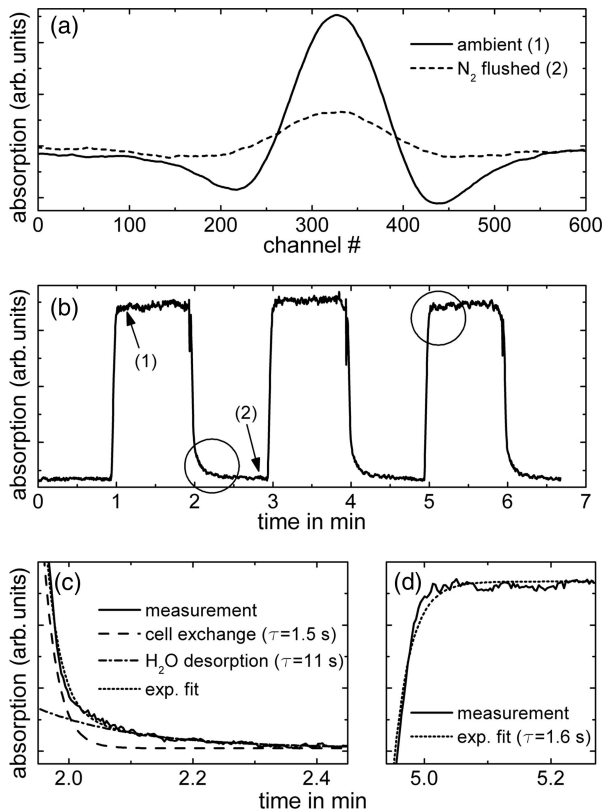 (a)
absorption (arb. units)
ambient (1)
N₂ flushed (2)
0 100 200 300 400 500 600
channel #
(b)
absorption (arb. units)
(1)
(2)
0 1 2 3 4 5 6 7
time in min
(c)
absorption (arb. units)
measurement
cell exchange (τ=1.5 s)
H₂O desorption (τ=11 s)
exp. fit
2.0 2.2 2.4
(d)
measurement
exp. fit (τ=1.6 s)
5.0 5.2
time in min